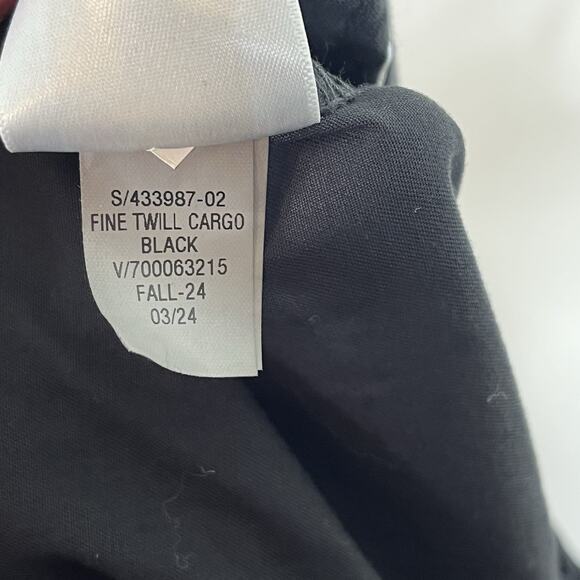 S/433987-02
FINE TWILL CARGO
BLACK
V/700063215
FALL-24
03/24